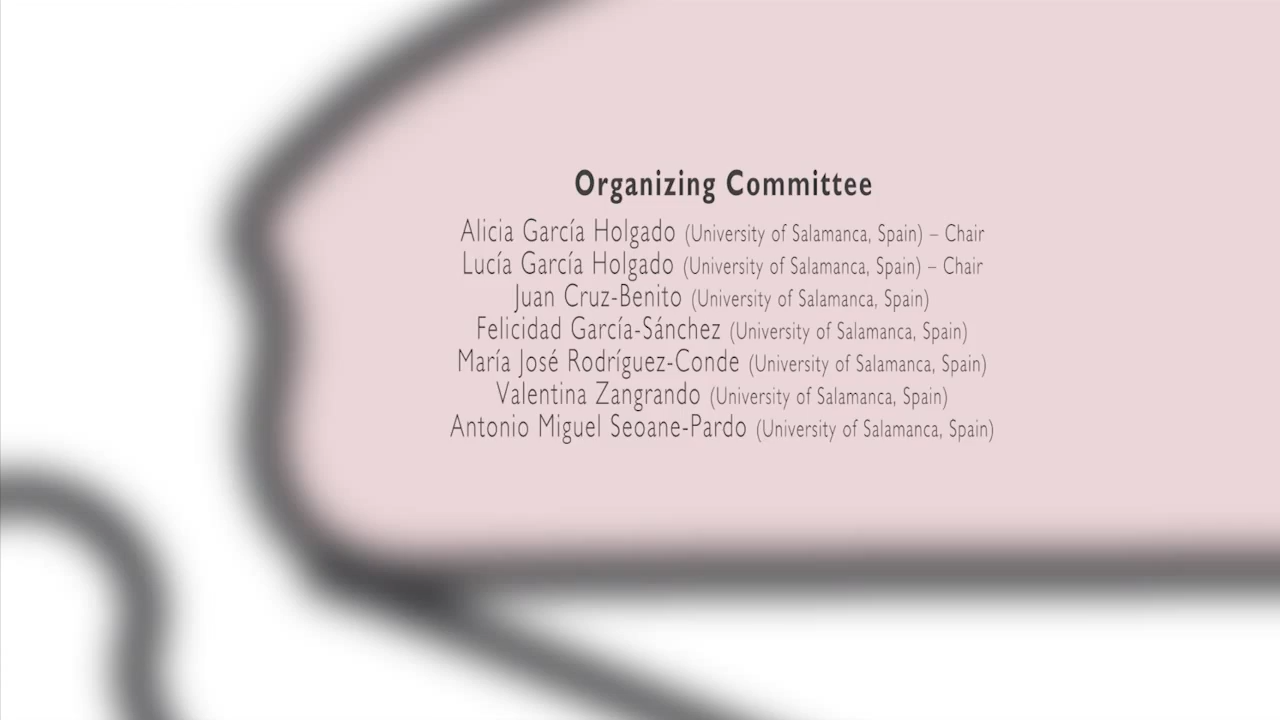 Organizing Committee
Alicia García Holgado (University of Salamanca, Spain) – Chair
Lucía García Holgado (University of Salamanca, Spain) – Chair
Juan Cruz-Benito (University of Salamanca, Spain)
Felicidad García-Sánchez (University of Salamanca, Spain)
María José Rodríguez-Conde (University of Salamanca, Spain)
Valentina Zangrando (University of Salamanca, Spain)
Antonio Miguel Seoane-Pardo (University of Salamanca, Spain)